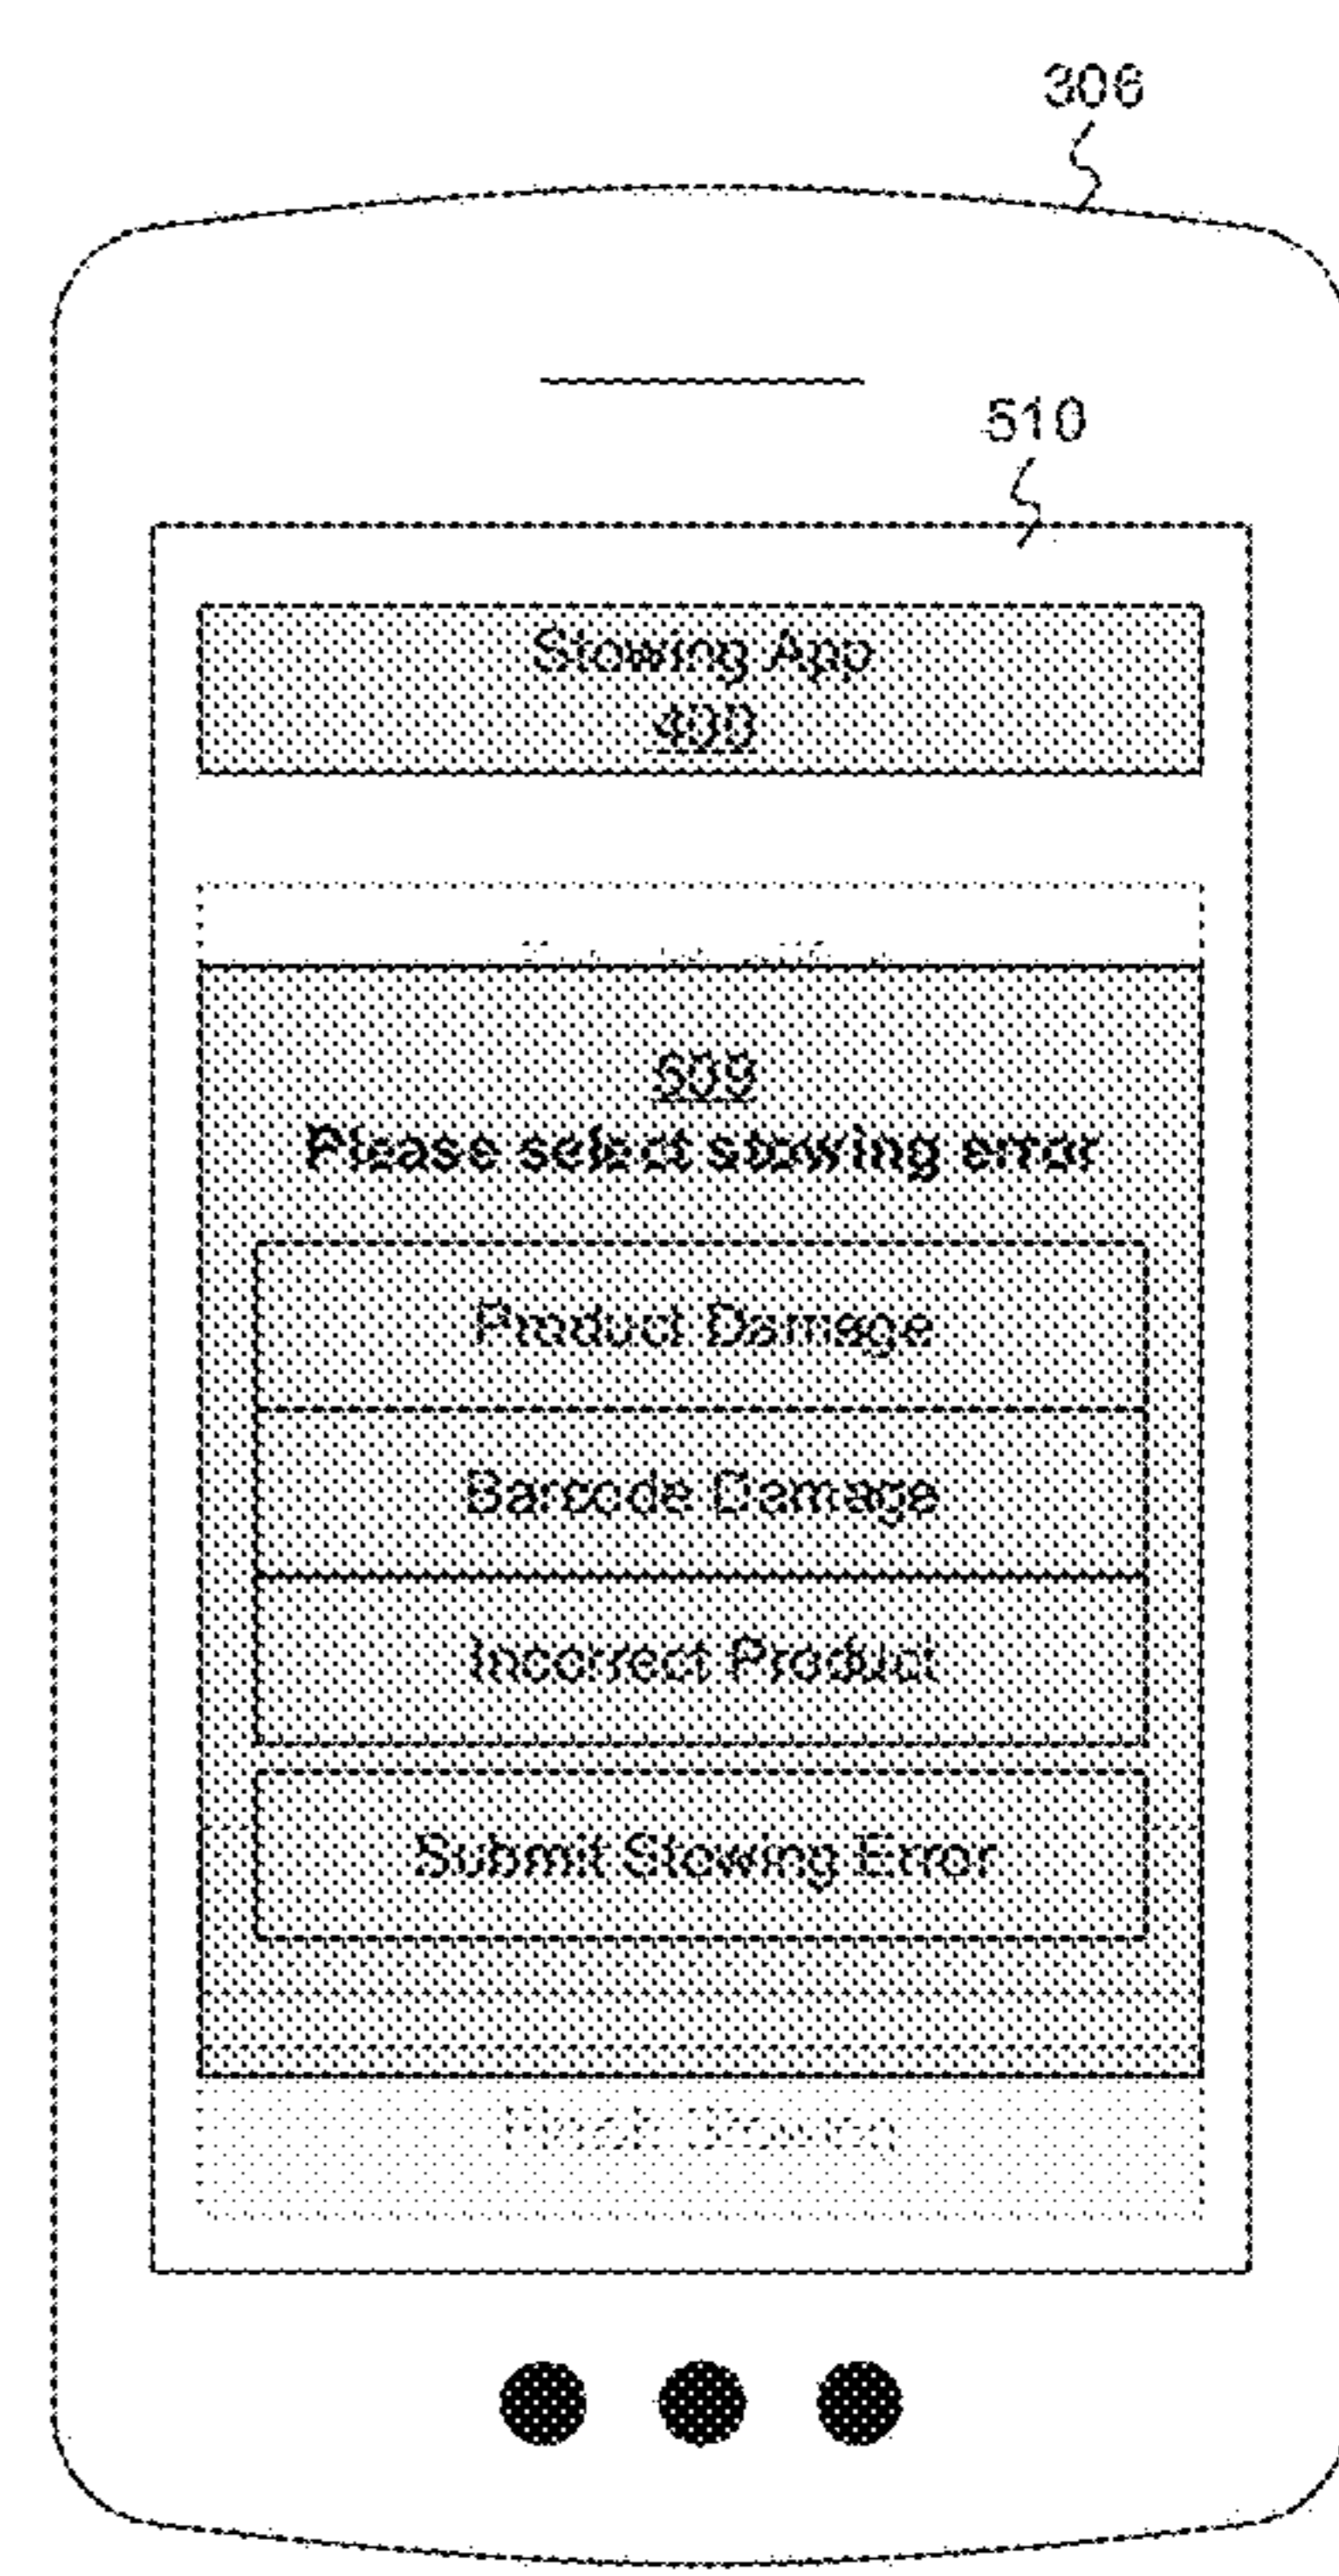 306
510
Stowing App
400
509
Please select stowing error
Product Damage
Barcode Damage
Incorrect Product
Submit Stowing Error